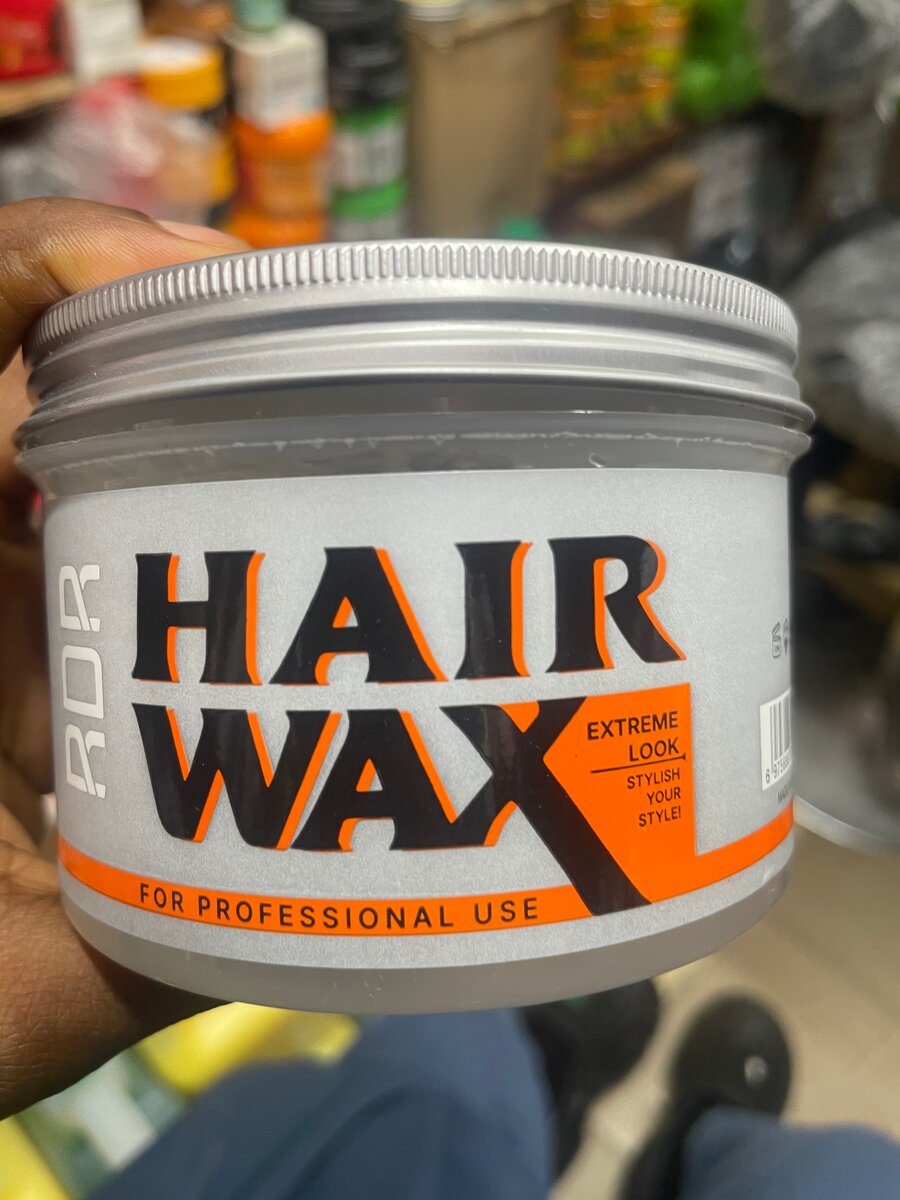 RDR
HAIR
WAX
EXTREME
LOOK
STYLISH
YOUR
STYLE!
FOR PROFESSIONAL USE